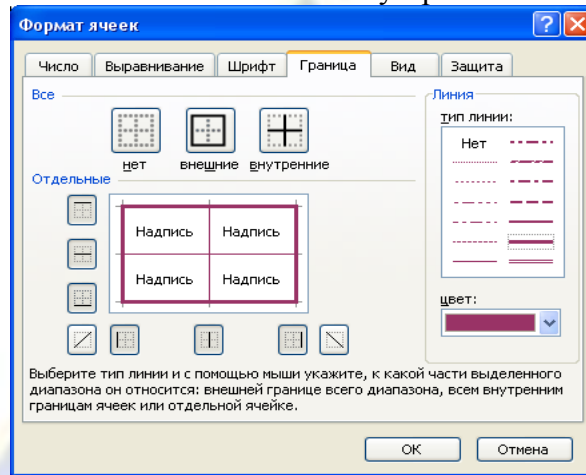 Формат ячеек
Число Выравнивание Шрифт Граница Вид Защита
Все
Линия
тип линии:
Нет
нет внешние внутренние
Отдельные
Надпись Надпись
Надпись Надпись
цвет:
Выберите тип линии и с помощью мыши укажите, к какой части выделенного
диапазона он относится: внешней границе всего диапазона, всем внутренним
границам ячеек или отдельной ячейке.
ОК Отмена